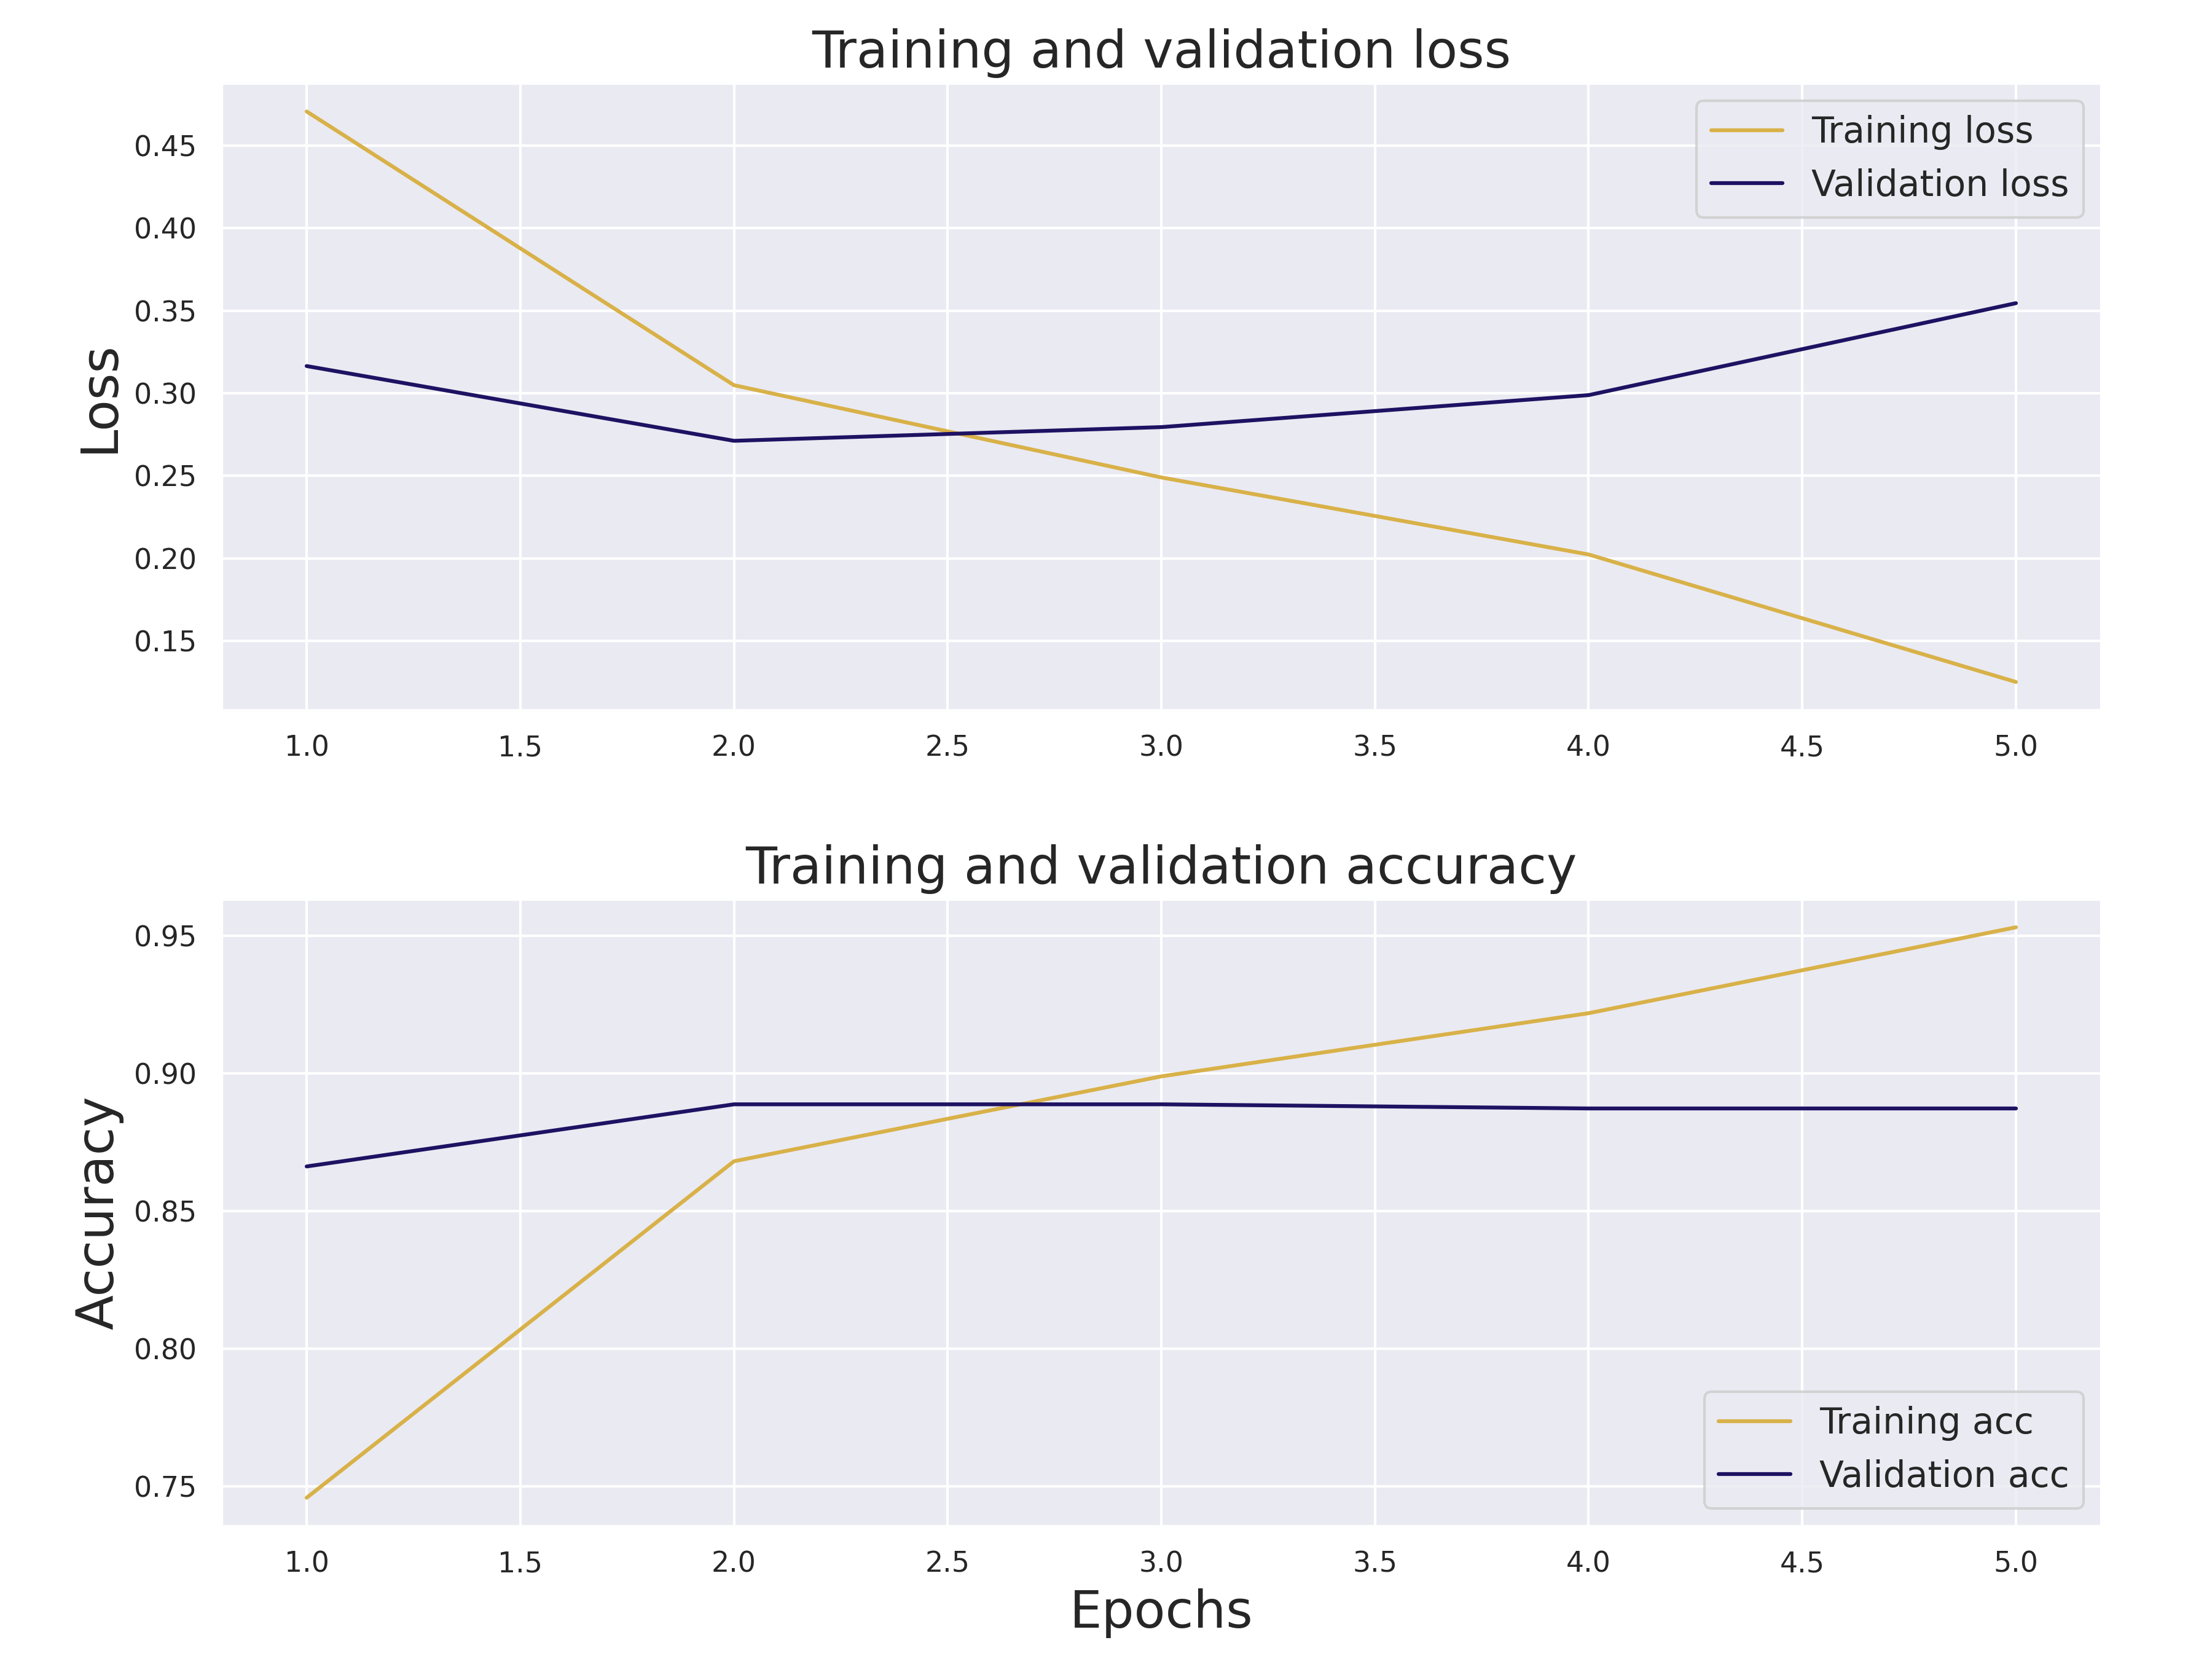 Training and validation loss
Loss
0.45
0.40
0.35
0.30
0.25
0.20
0.15
Training loss
Validation loss
1.0 1.5 2.0 2.5 3.0 3.5 4.0 4.5 5.0
Training and validation accuracy
Accuracy
0.95
0.90
0.85
0.80
0.75
Training acc
Validation acc
1.0 1.5 2.0 2.5 3.0 3.5 4.0 4.5 5.0
Epochs